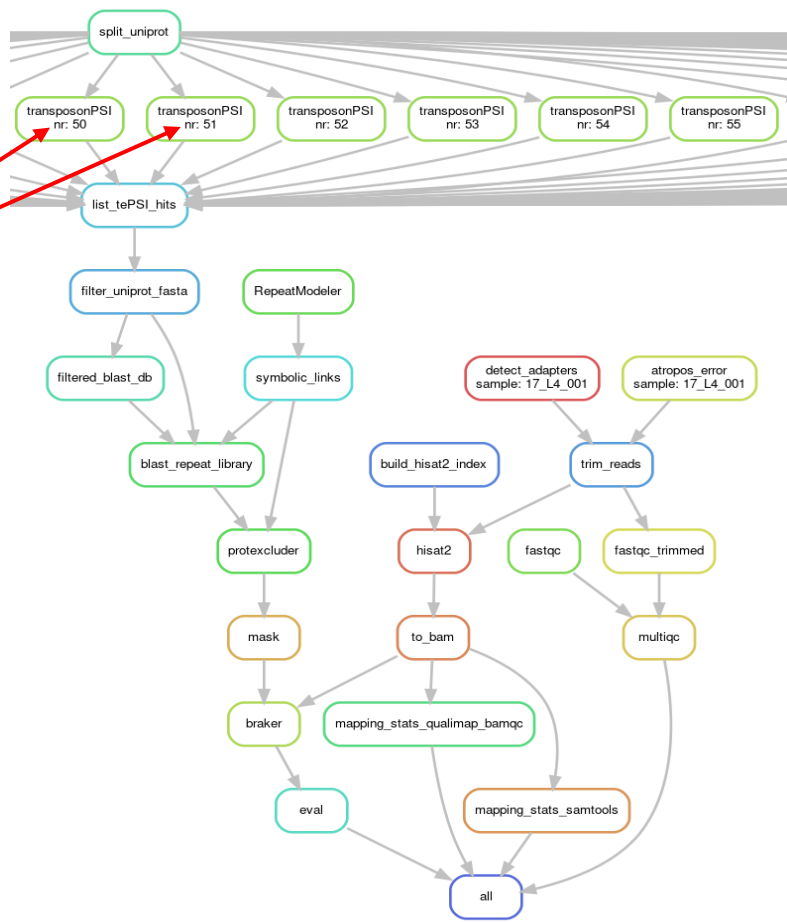 split_uniprot
transposonPSI
nr: 50
transposonPSI
nr: 51
transposonPSI
nr: 52
transposonPSI
nr: 53
transposonPSI
nr: 54
transposonPSI
nr: 55
list_tePSI_hits
filter_uniprot_fasta
RepeatModeler
filtered_blast_db
symbolic_links
detect_adapters
sample: 17_L4_001
atropos_error
sample: 17_L4_001
blast_repeat_library
build_hisat2_index
trim_reads
protexcluder
hisat2
fastqc
fastqc_trimmed
mask
to_bam
multiqc
braker
mapping_stats_qualimap_bamqc
eval
mapping_stats_samtools
all